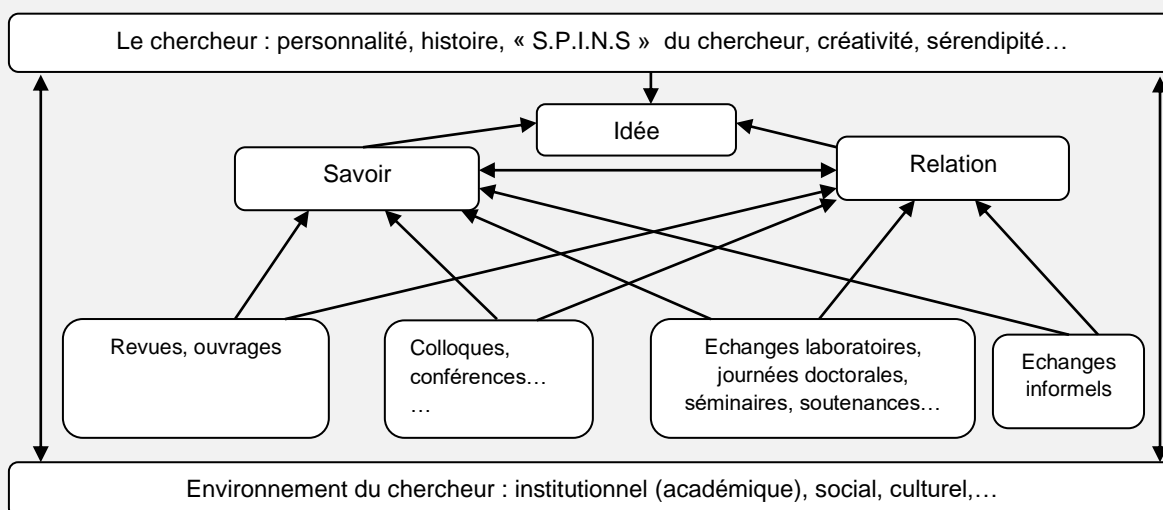 Le chercheur : personnalité, histoire, « S.P.I.N.S » du chercheur, créativité, sérendipité…
Idée
Savoir
Relation
Revues, ouvrages
Colloques,
conférences…
…
Echanges laboratoires,
journées doctorales,
séminaires, soutenances…
Echanges
informels
Environnement du chercheur : institutionnel (académique), social, culturel,…